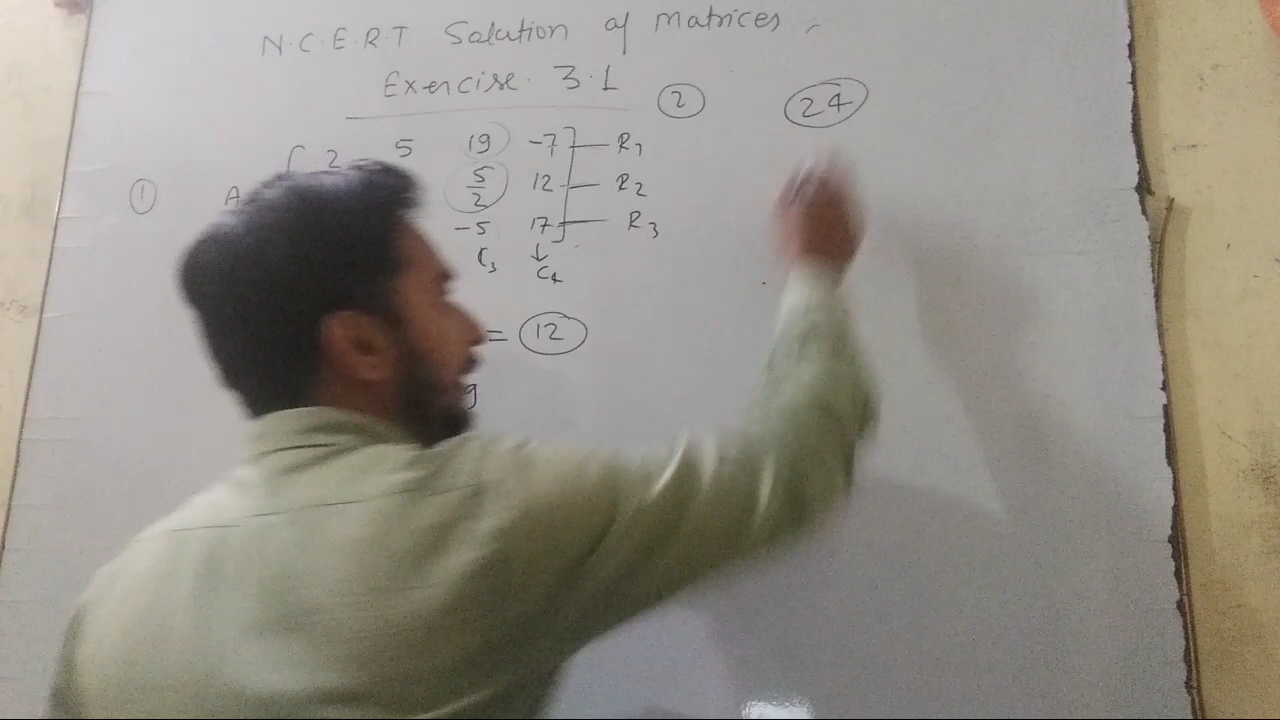 N.C.E.R.T Solution of Matrices
Exercise 3.1
2 24
2 5 19 -7 R1
1 A 5/2 12 R2
-5 17 R3
C3 C4
= 12
9